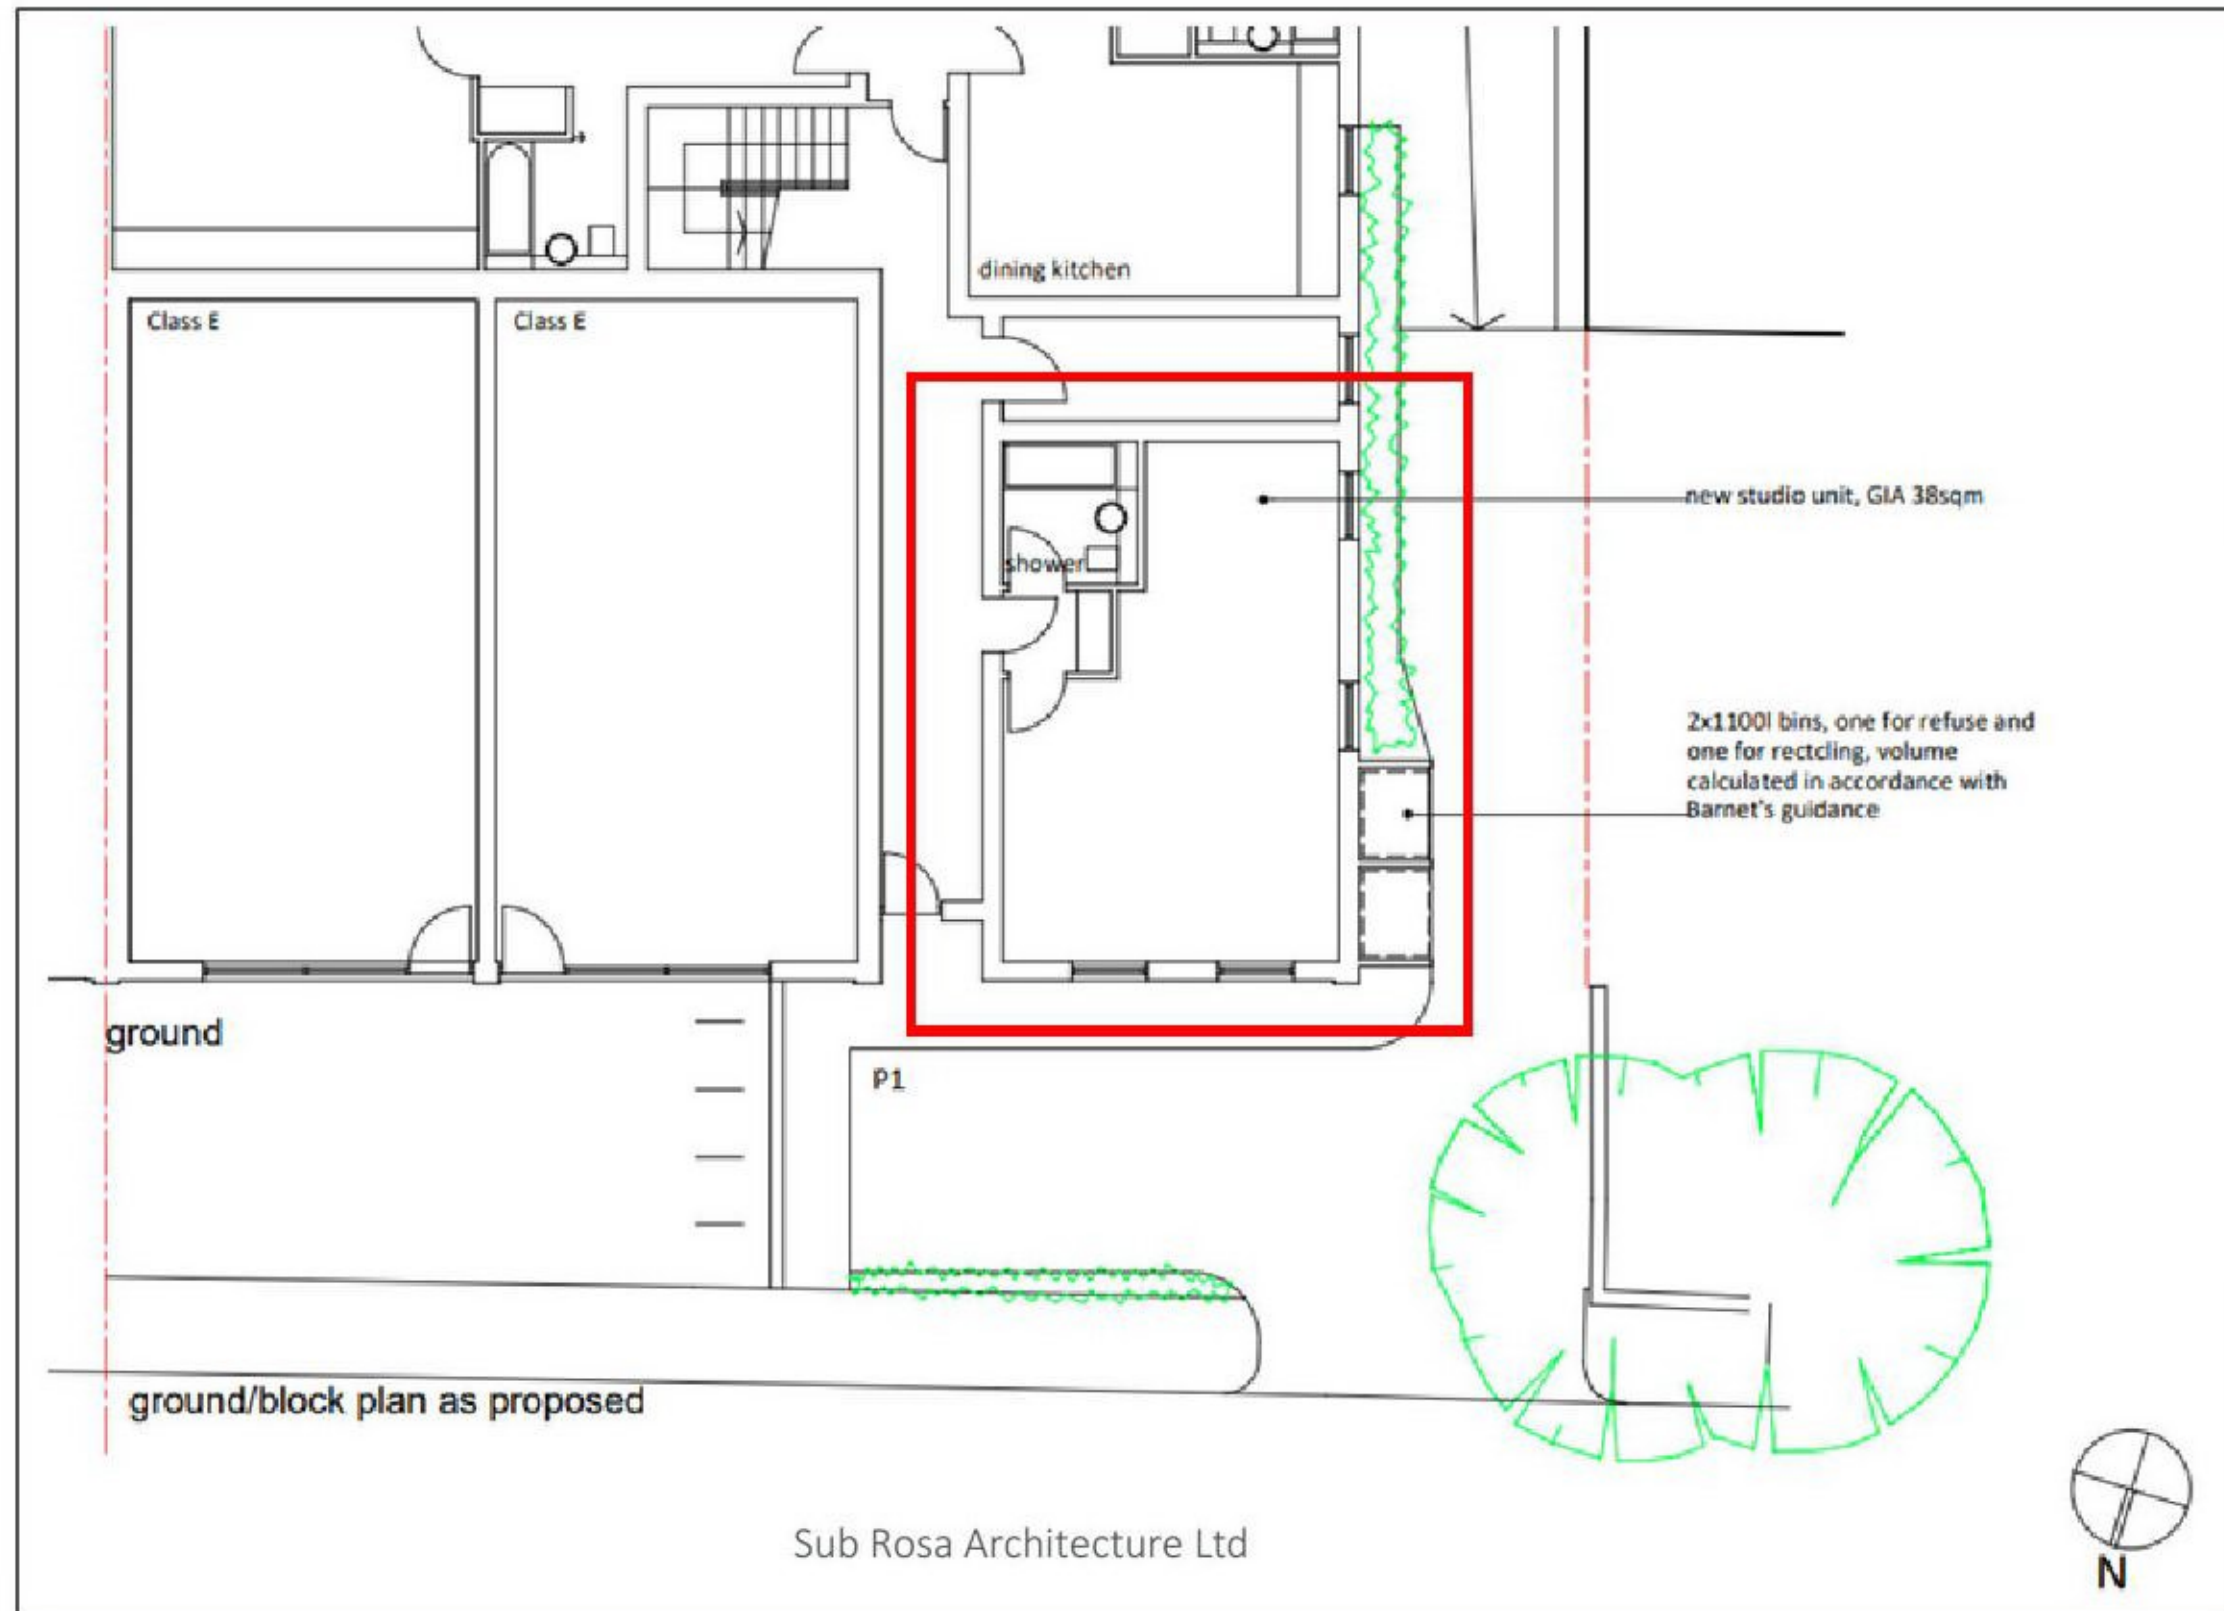 dining kitchen
Class E
Class E
new studio unit, GIA 38sqm
shower
2x1100l bins, one for refuse and
one for rectcling, volume
calculated in accordance with
Barnet's guidance
ground
P1
ground/block plan as proposed
Sub Rosa Architecture Ltd
N